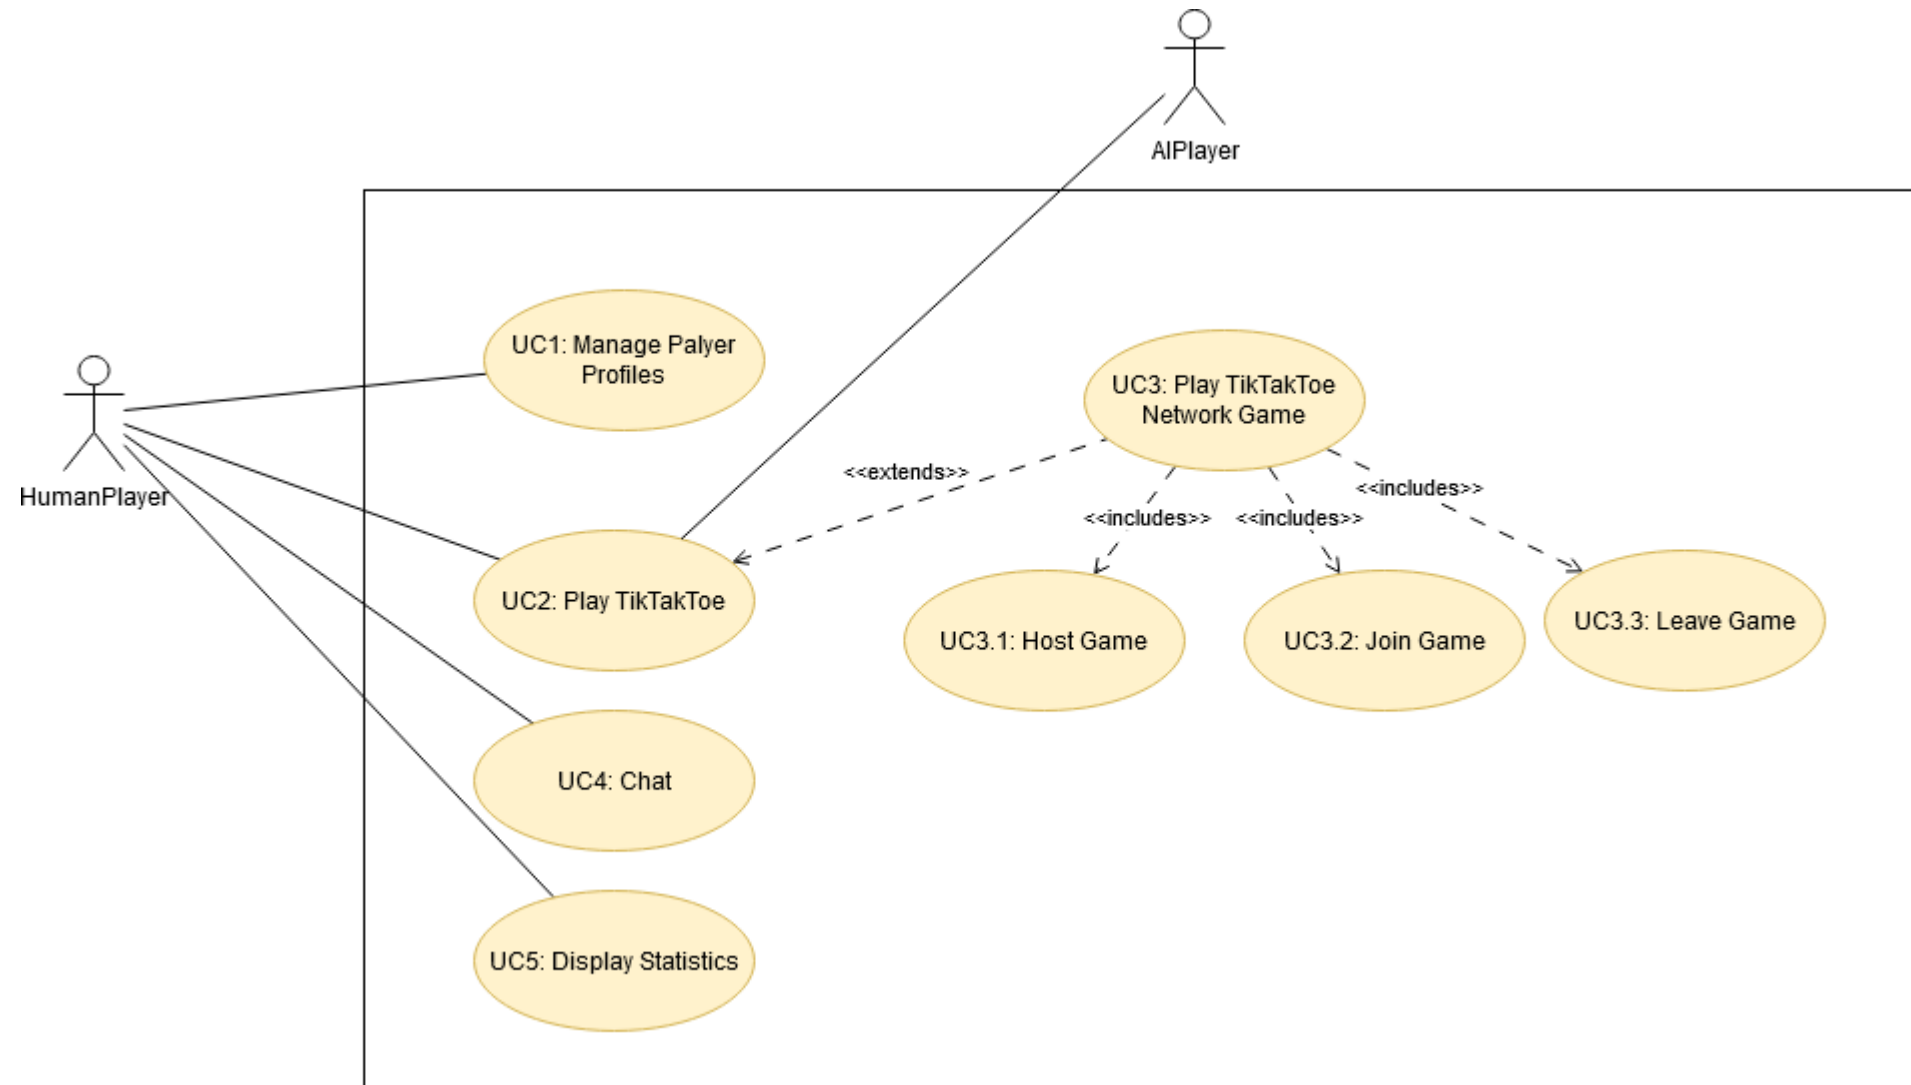 AIPlayer
UC1: Manage Palyer
Profiles
UC3: Play TikTakToe
Network Game
HumanPlayer
<<extends>>
<<includes>>
<<includes>>
<<includes>>
UC2: Play TikTakToe
UC3.1: Host Game
UC3.2: Join Game
UC3.3: Leave Game
UC4: Chat
UC5: Display Statistics